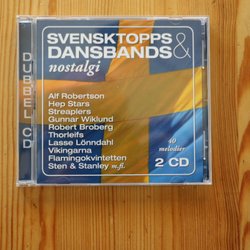 SVENSKTOPPS
& DANSBANDS
nostalgi
DUBBEL CD
Alf Robertson
Hep Stars
Streaplers
Gunnar Wiklund
Robert Broberg
Thorleifs
Lasse Lönndahl
Vikingarna
Flamingokvintetten
Sten & Stanley m.fl.
40
melodier
2 CD